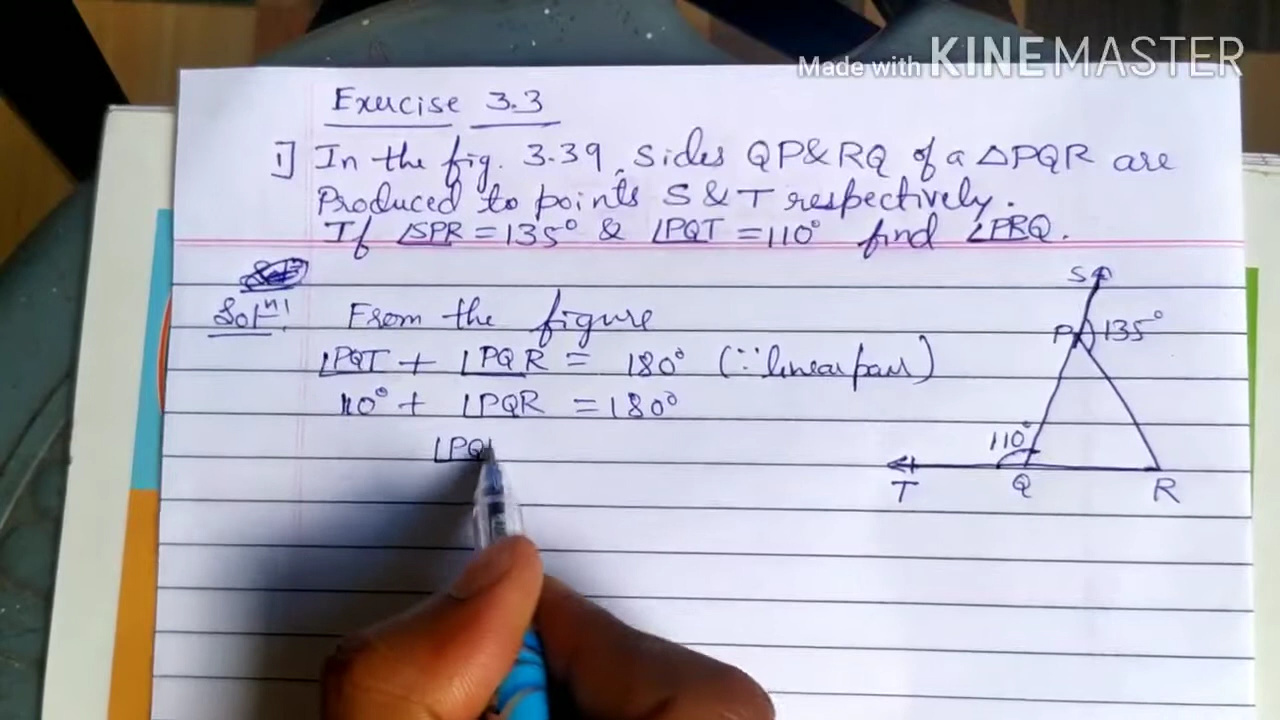 Made with KINEMASTER
Exercise 3.3
1] In the fig. 3.39, sides QP & RQ of a △PQR are
Produced to points S & T respectively.
If ∠SPR = 135° & ∠PQT = 110° find ∠PRQ.
Solⁿ! From the figure
∠PQT + ∠PQR = 180° (∵ linear pair)
110° + ∠PQR = 180°
∠PQ
S
P 135°
110°
T Q R